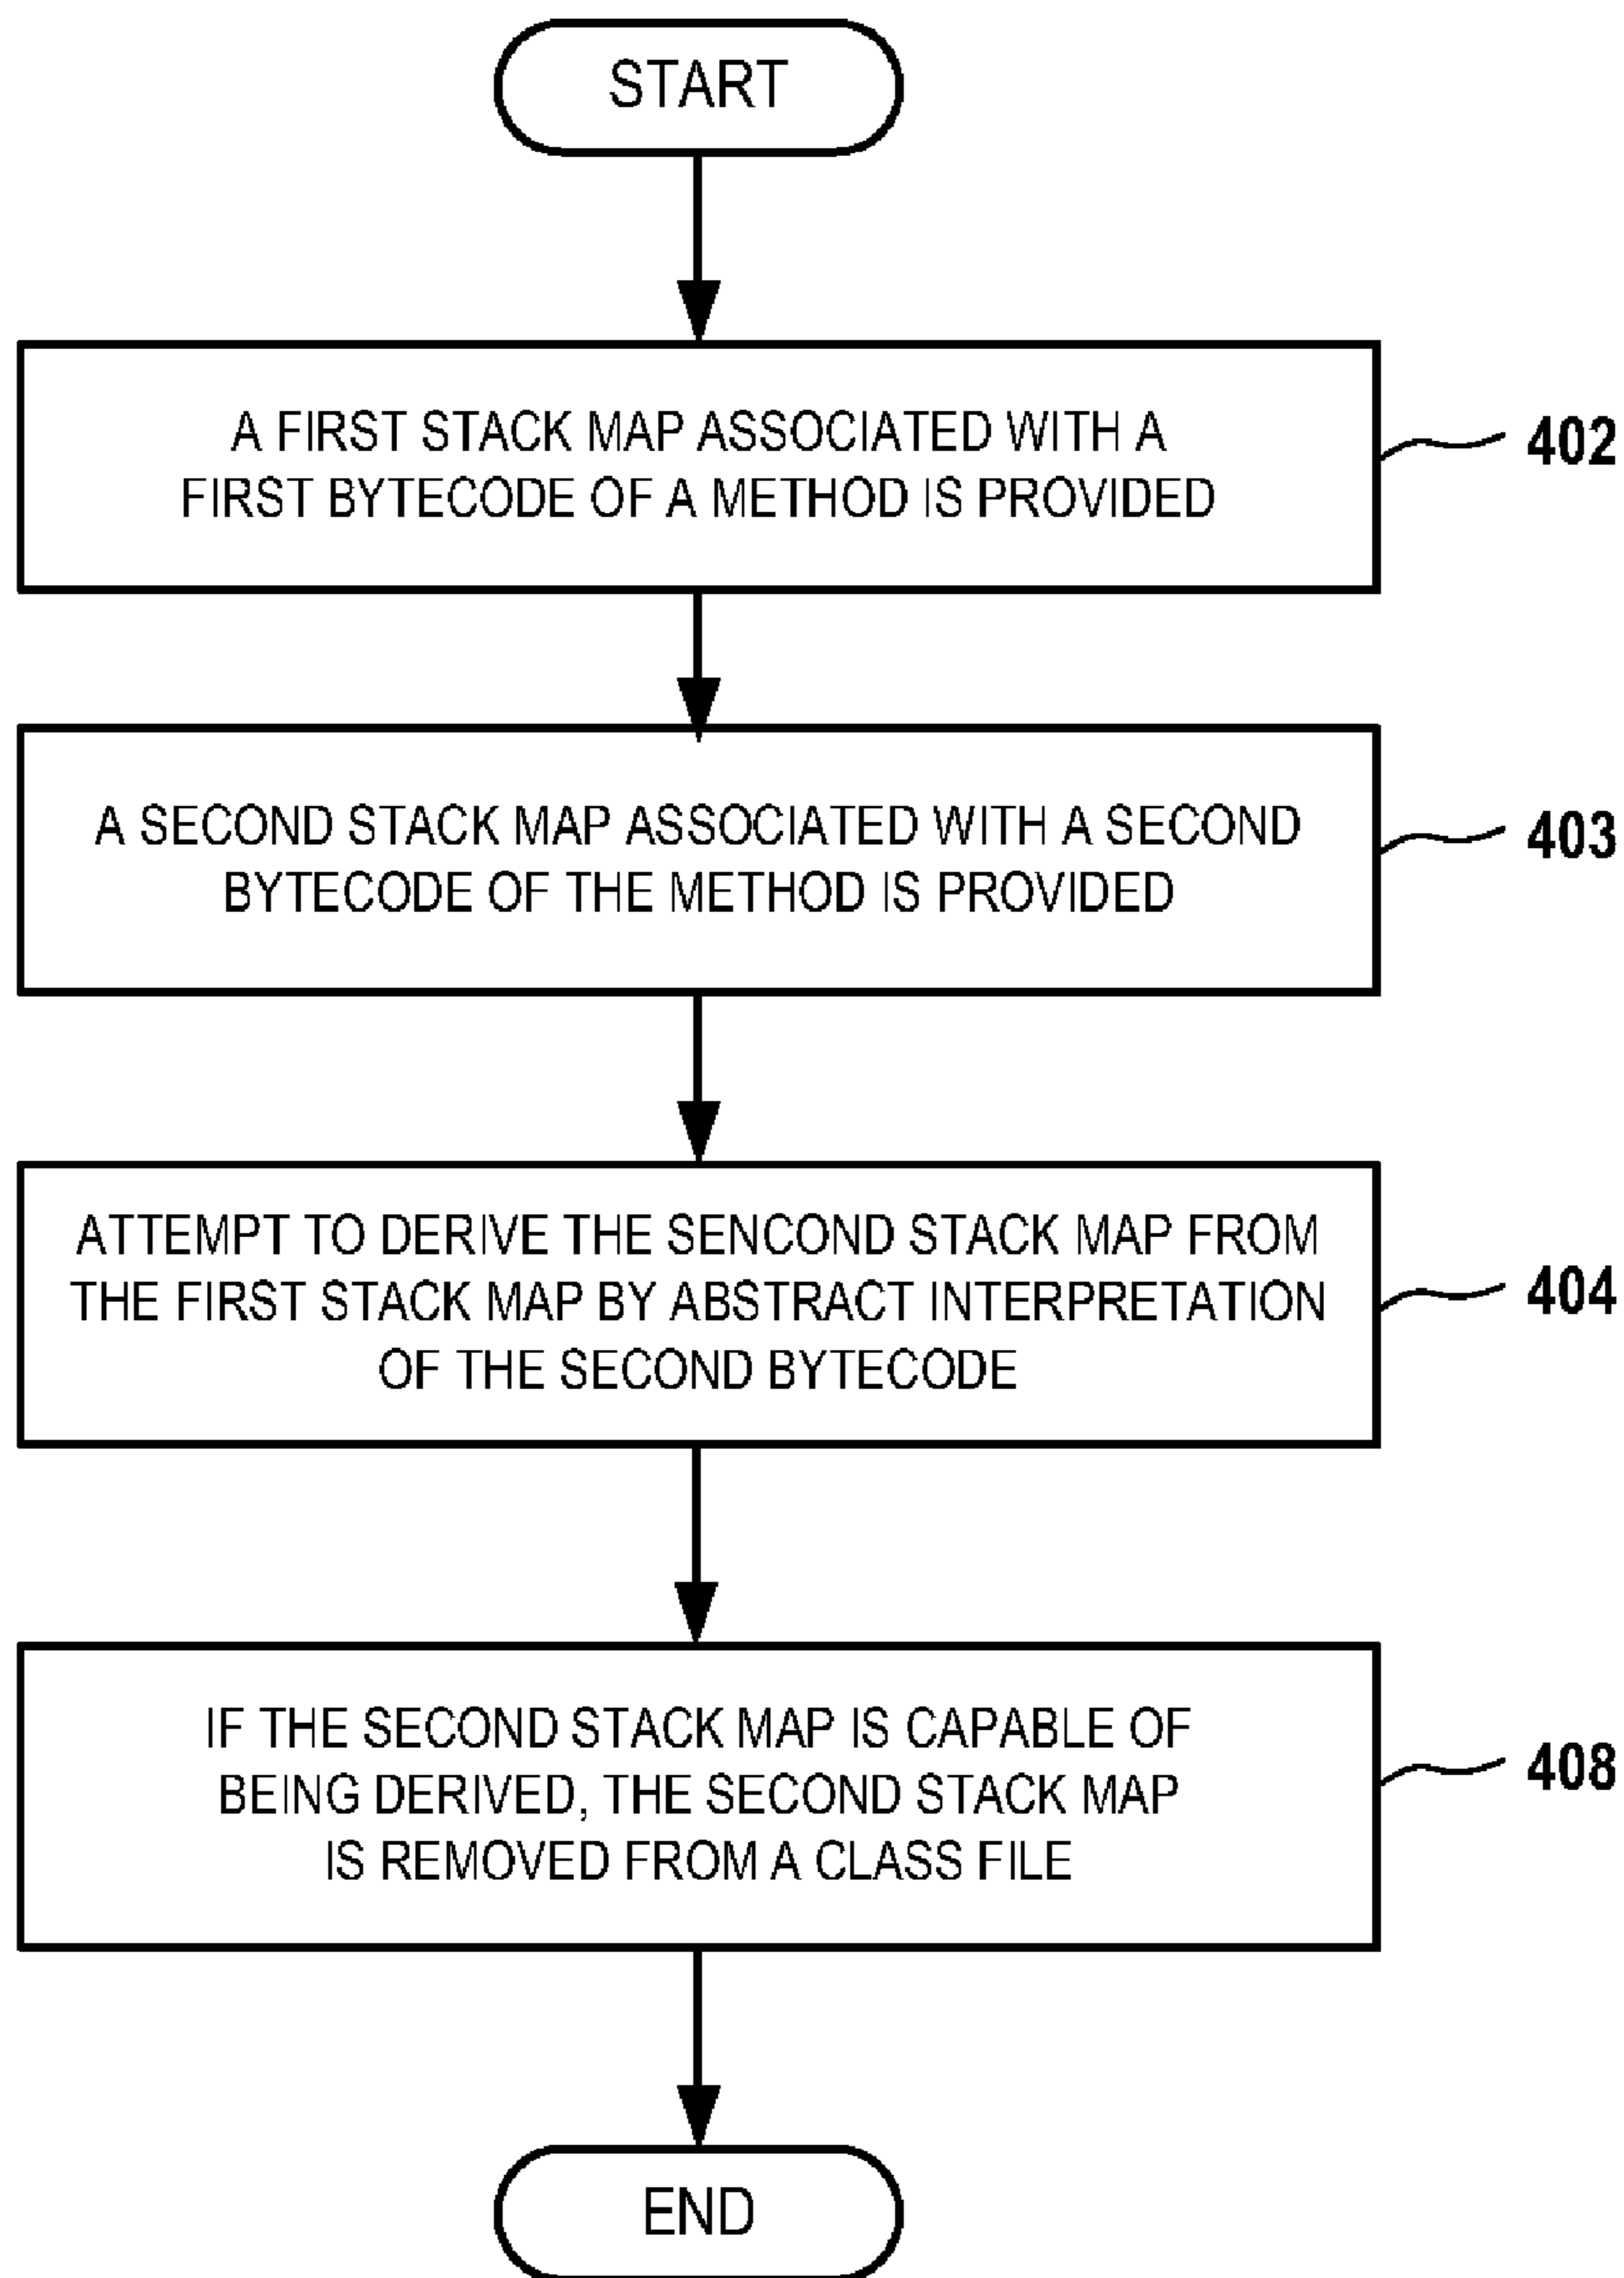 START
A FIRST STACK MAP ASSOCIATED WITH A
FIRST BYTECODE OF A METHOD IS PROVIDED
402
A SECOND STACK MAP ASSOCIATED WITH A SECOND
BYTECODE OF THE METHOD IS PROVIDED
403
ATTEMPT TO DERIVE THE SENCOND STACK MAP FROM
THE FIRST STACK MAP BY ABSTRACT INTERPRETATION
OF THE SECOND BYTECODE
404
IF THE SECOND STACK MAP IS CAPABLE OF
BEING DERIVED, THE SECOND STACK MAP
IS REMOVED FROM A CLASS FILE
408
END